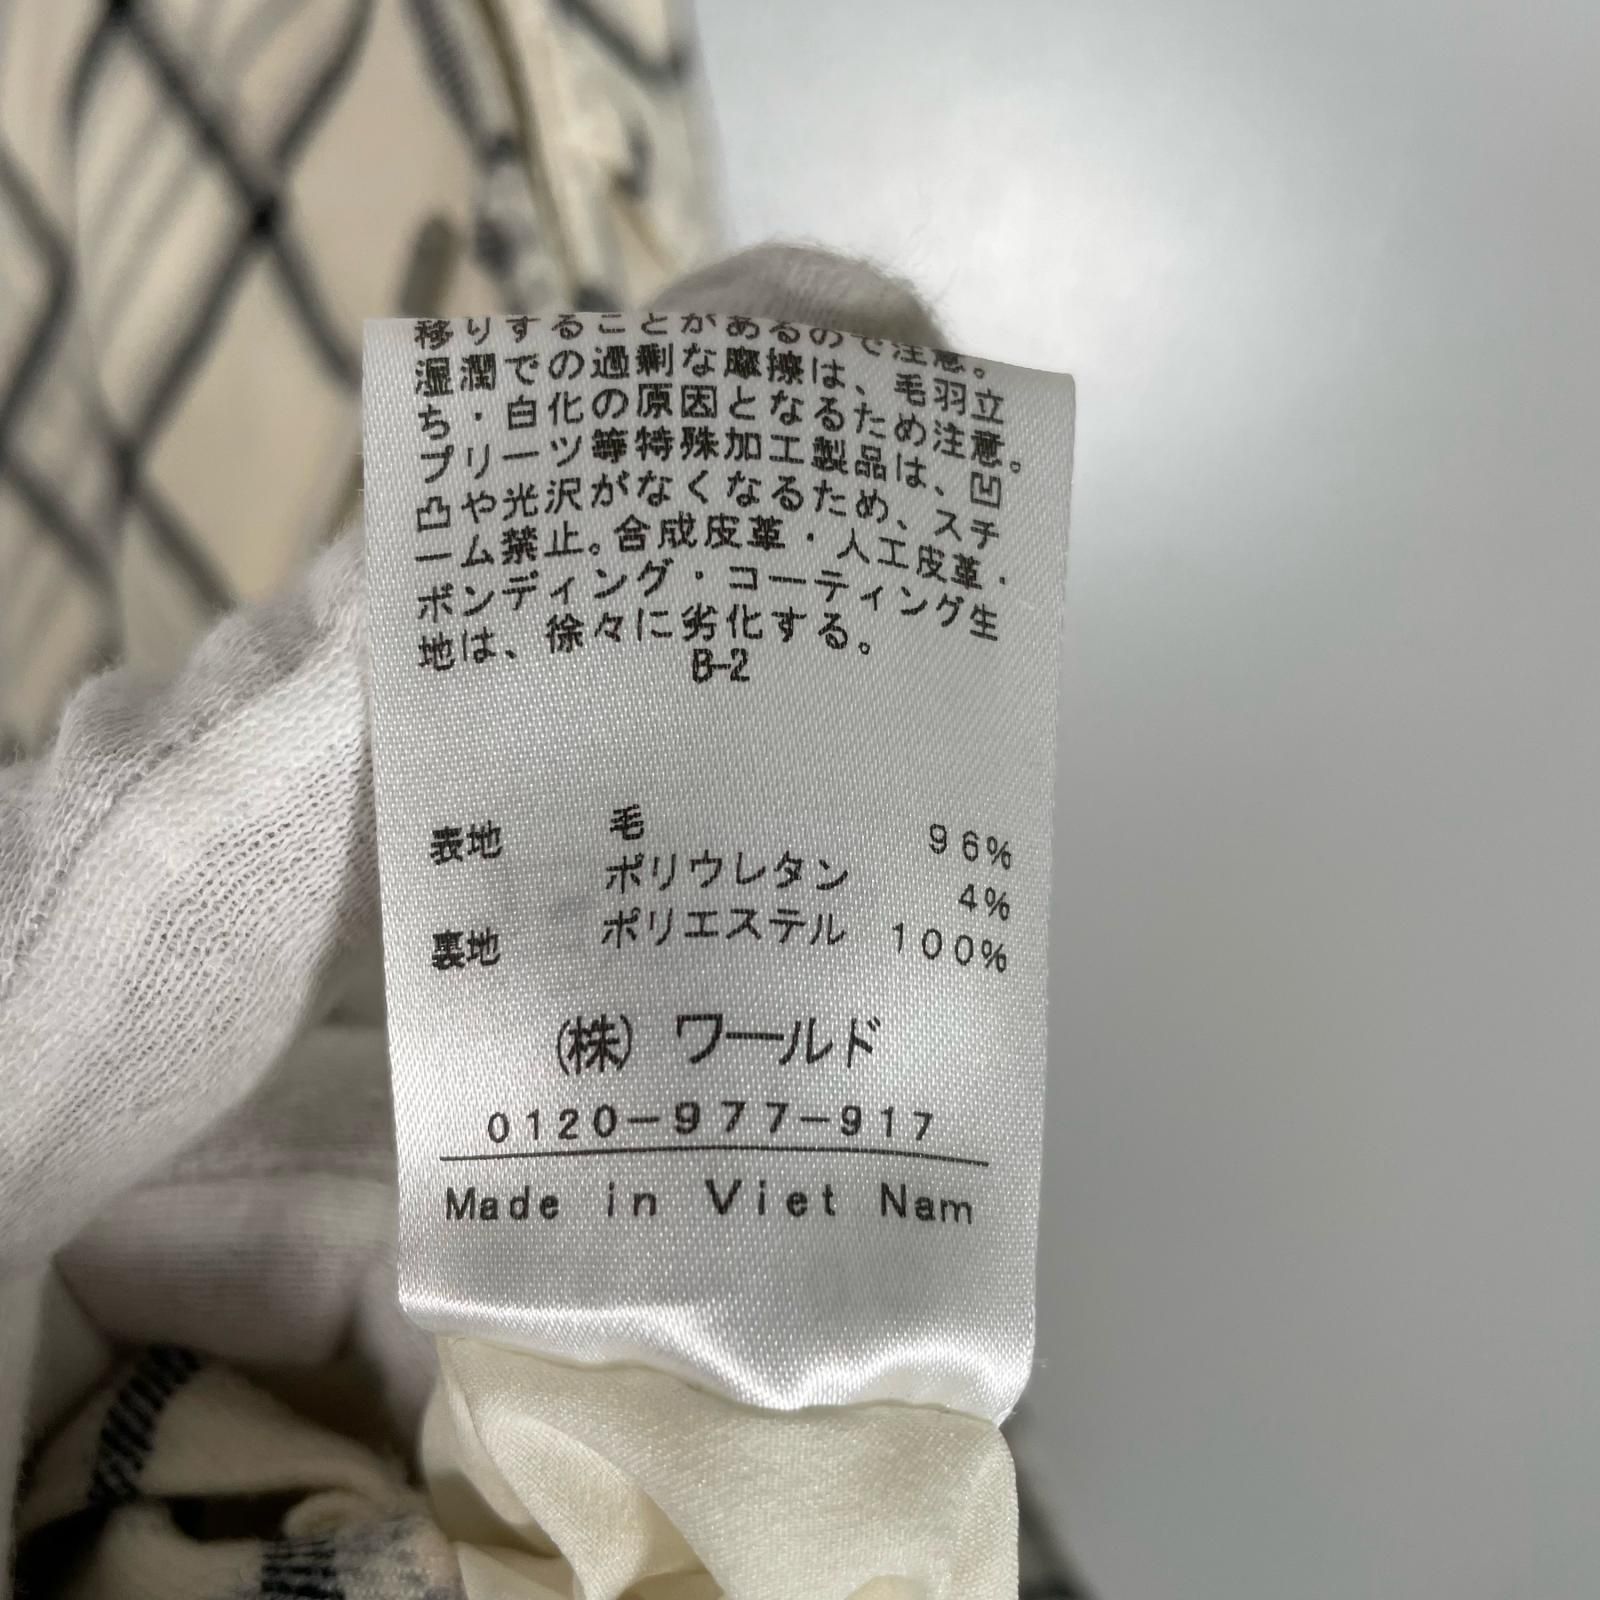 移りすることがあるので注意。
湿潤での過剰な摩擦は、毛羽立
ち・白化の原因となるため注意。
プリーツ等特殊加工製品は、凹
凸や光沢がなくなるため、スチ
ーム禁止。合成皮革・人工皮革・
ボンディング・コーティング生
地は、徐々に劣化する。
B-2
表地 毛 96%
ポリウレタン 4%
裏地 ポリエステル 100%
(株) ワールド
0120-977-917
Made in Viet Nam